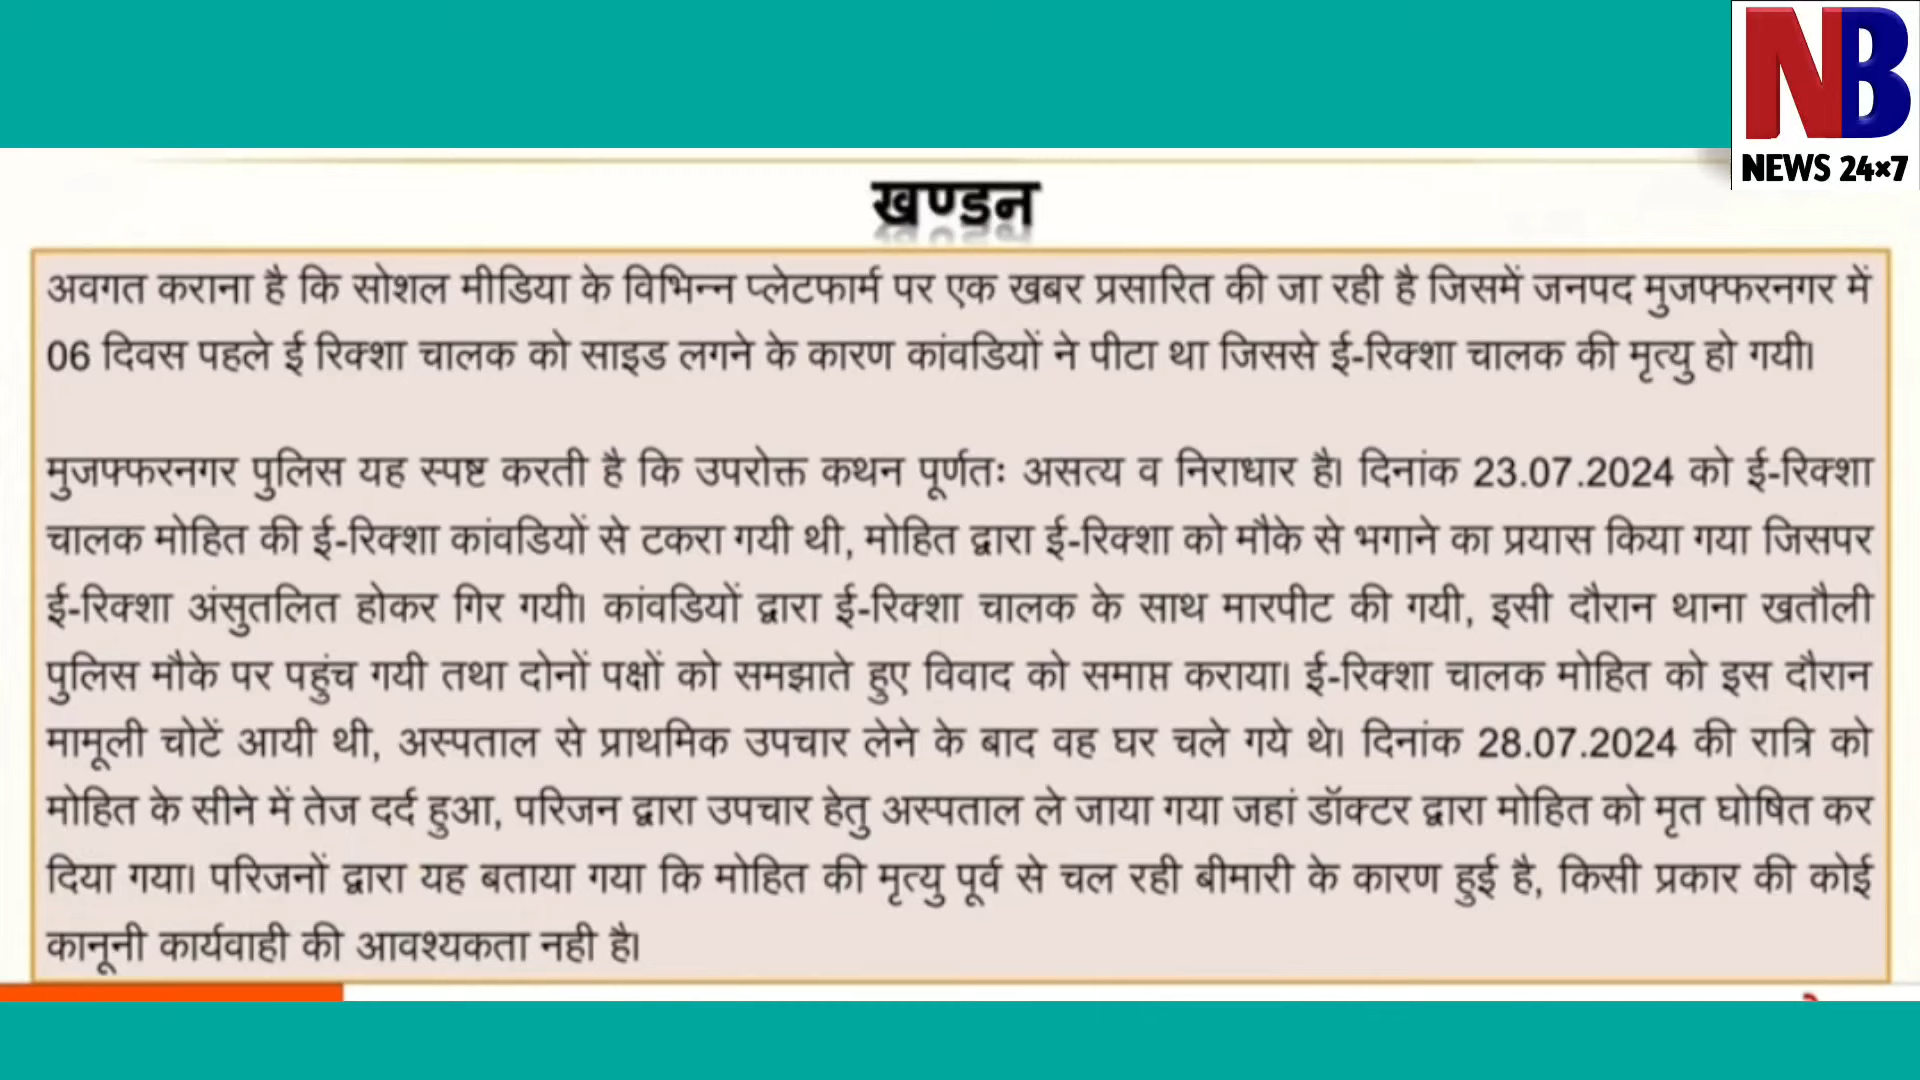 NB
NEWS 24×7
खण्डन
अवगत कराना है कि सोशल मीडिया के विभिन्न प्लेटफार्म पर एक खबर प्रसारित की जा रही है जिसमें जनपद मुजफ्फरनगर में
06 दिवस पहले ई रिक्शा चालक को साइड लगने के कारण कांवडियों ने पीटा था जिससे ई-रिक्शा चालक की मृत्यु हो गयी।
मुजफ्फरनगर पुलिस यह स्पष्ट करती है कि उपरोक्त कथन पूर्णतः असत्य व निराधार है। दिनांक 23.07.2024 को ई-रिक्शा
चालक मोहित की ई-रिक्शा कांवडियों से टकरा गयी थी, मोहित द्वारा ई-रिक्शा को मौके से भगाने का प्रयास किया गया जिसपर
ई-रिक्शा अंसुतलित होकर गिर गयी। कांवडियों द्वारा ई-रिक्शा चालक के साथ मारपीट की गयी, इसी दौरान थाना खतौली
पुलिस मौके पर पहुंच गयी तथा दोनों पक्षों को समझाते हुए विवाद को समाप्त कराया। ई-रिक्शा चालक मोहित को इस दौरान
मामूली चोटें आयी थी, अस्पताल से प्राथमिक उपचार लेने के बाद वह घर चले गये थे। दिनांक 28.07.2024 की रात्रि को
मोहित के सीने में तेज दर्द हुआ, परिजन द्वारा उपचार हेतु अस्पताल ले जाया गया जहां डॉक्टर द्वारा मोहित को मृत घोषित कर
दिया गया। परिजनों द्वारा यह बताया गया कि मोहित की मृत्यु पूर्व से चल रही बीमारी के कारण हुई है, किसी प्रकार की कोई
कानूनी कार्यवाही की आवश्यकता नही है।